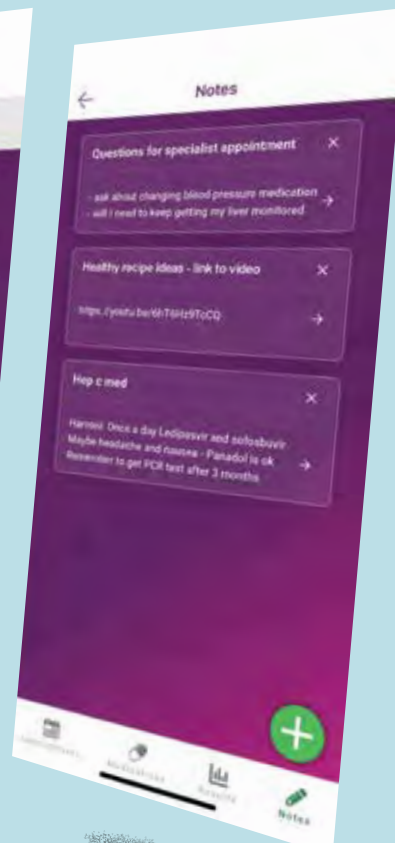 Notes
Questions for specialist appointment
- ask about changing blood pressure medication
- will i need to keep getting my liver monitored
Healthy recipe ideas - link to video
Hep c med
Harvoni. Once a day Ledipasvir and sofosbuvir
Maybe headache and nausea - Panadol is ok
Remember to get PCR test after 3 months
Medications
Results
Notes